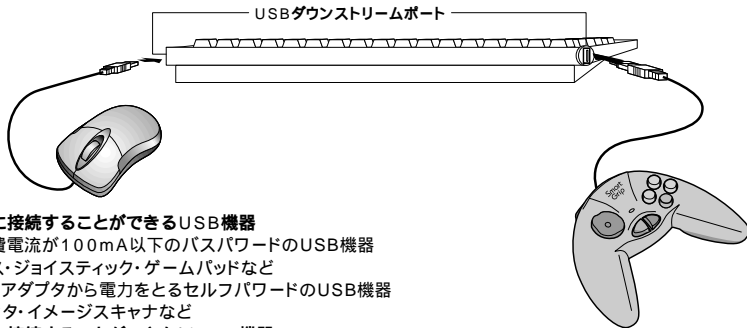 USBダウンストリームポート
Smart
Grip
に接続することができるUSB機器
費電流が100mA以下のバスパワードのUSB機器
ス・ジョイスティック・ゲームパッドなど
アダプタから電力をとるセルフパワードのUSB機器
タ・イメージスキャナなど